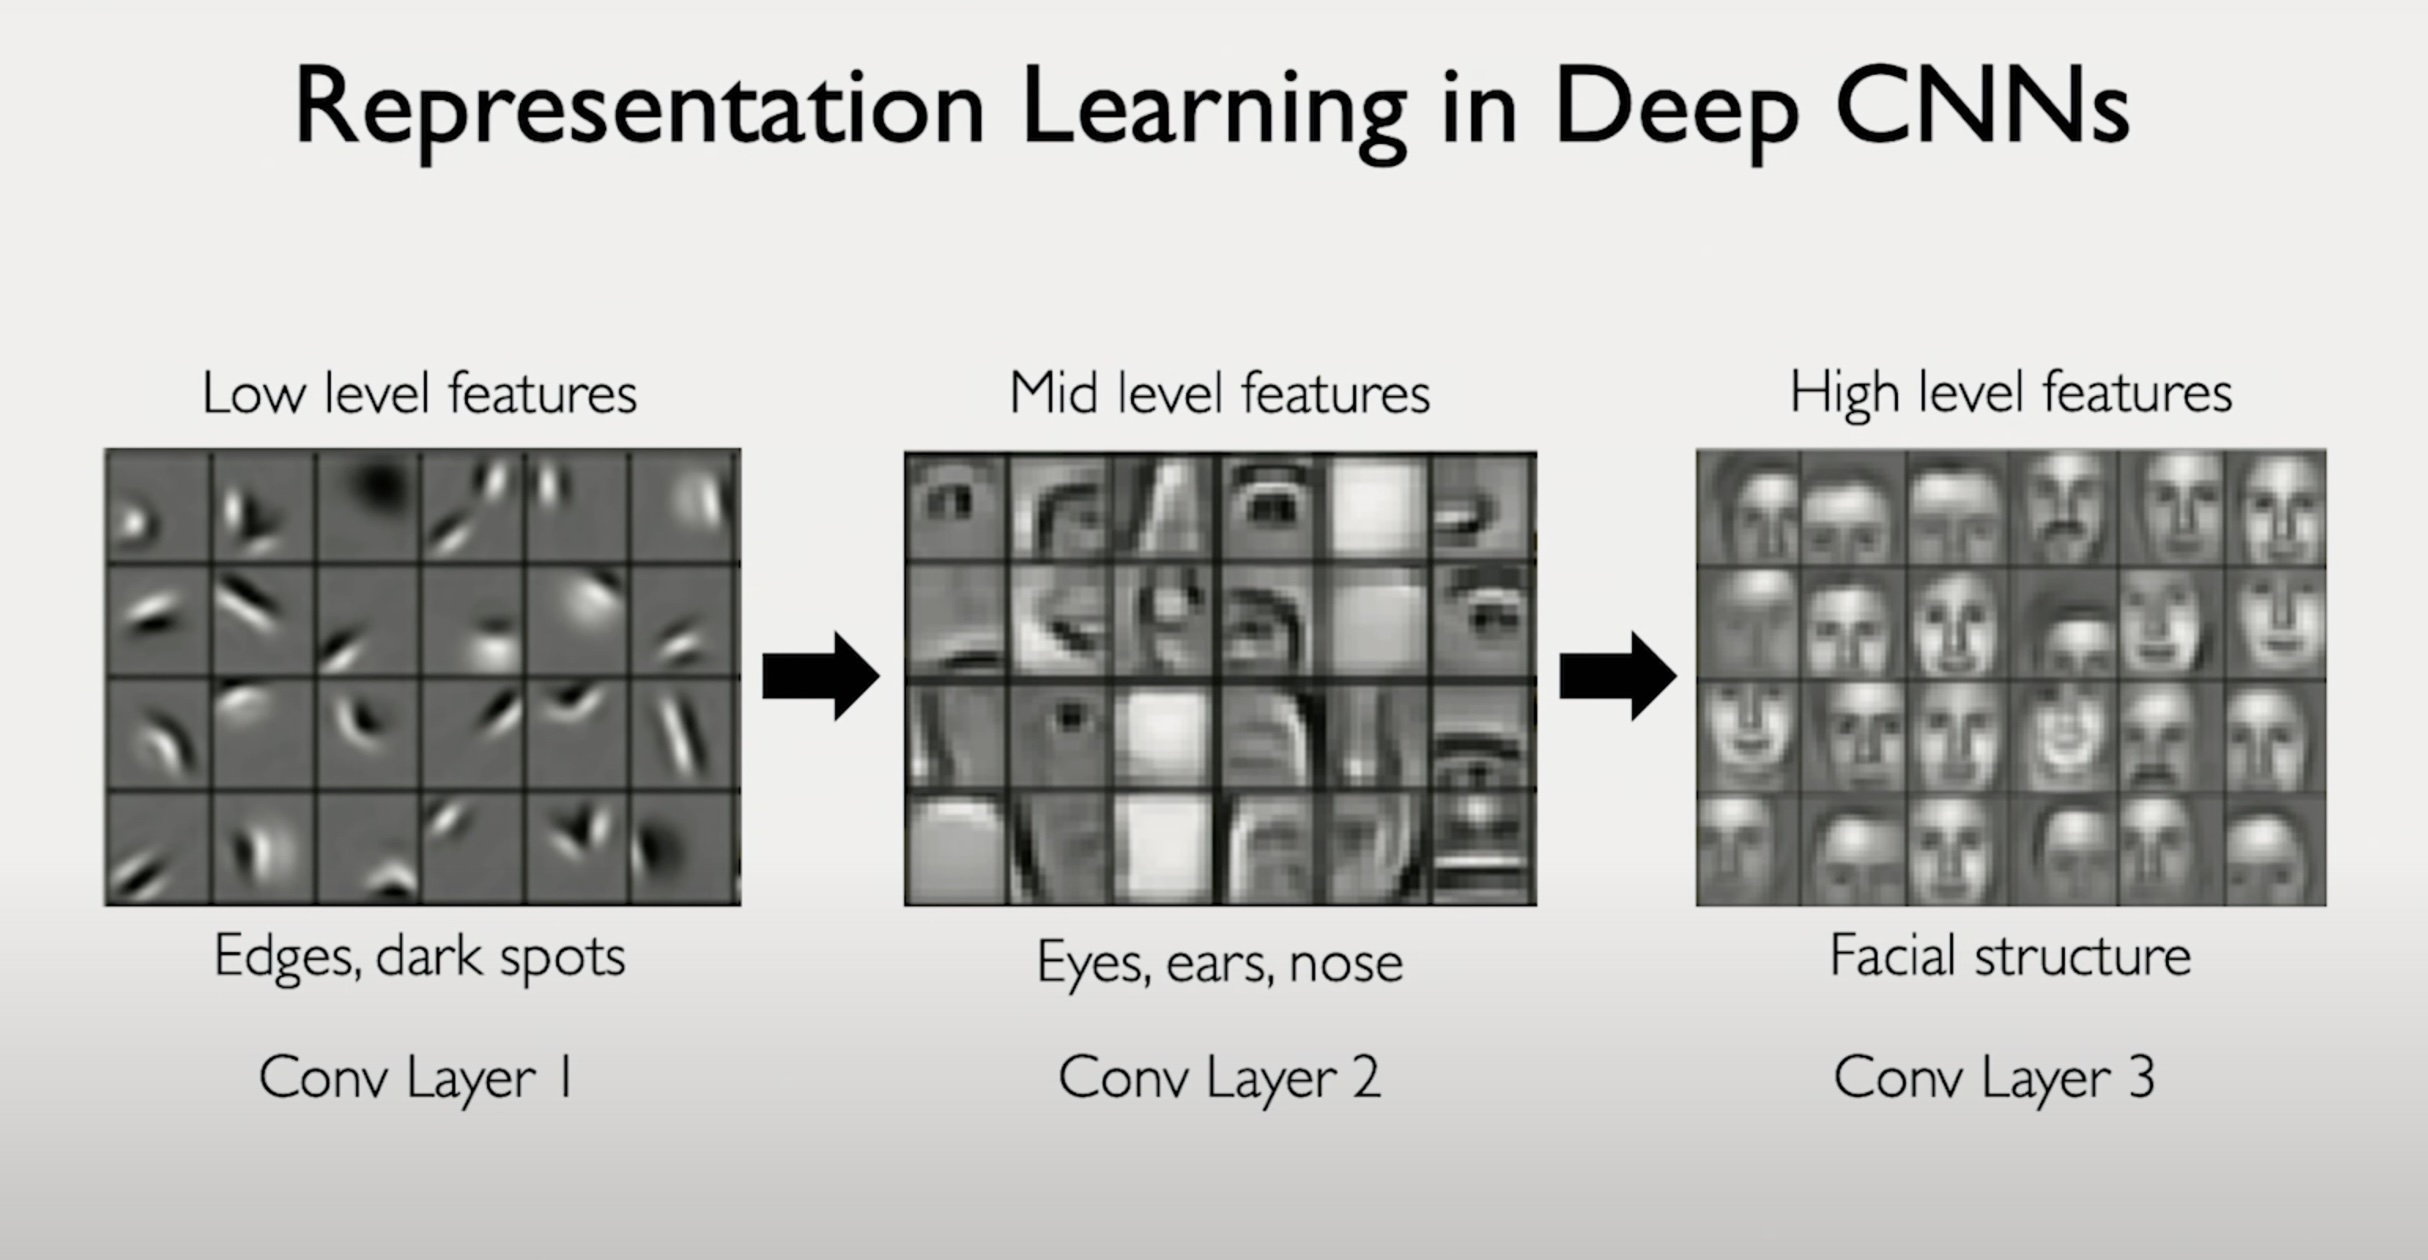 Representation Learning in Deep CNNs
Low level features
Mid level features
High level features
Edges, dark spots
Eyes, ears, nose
Facial structure
Conv Layer 1
Conv Layer 2
Conv Layer 3